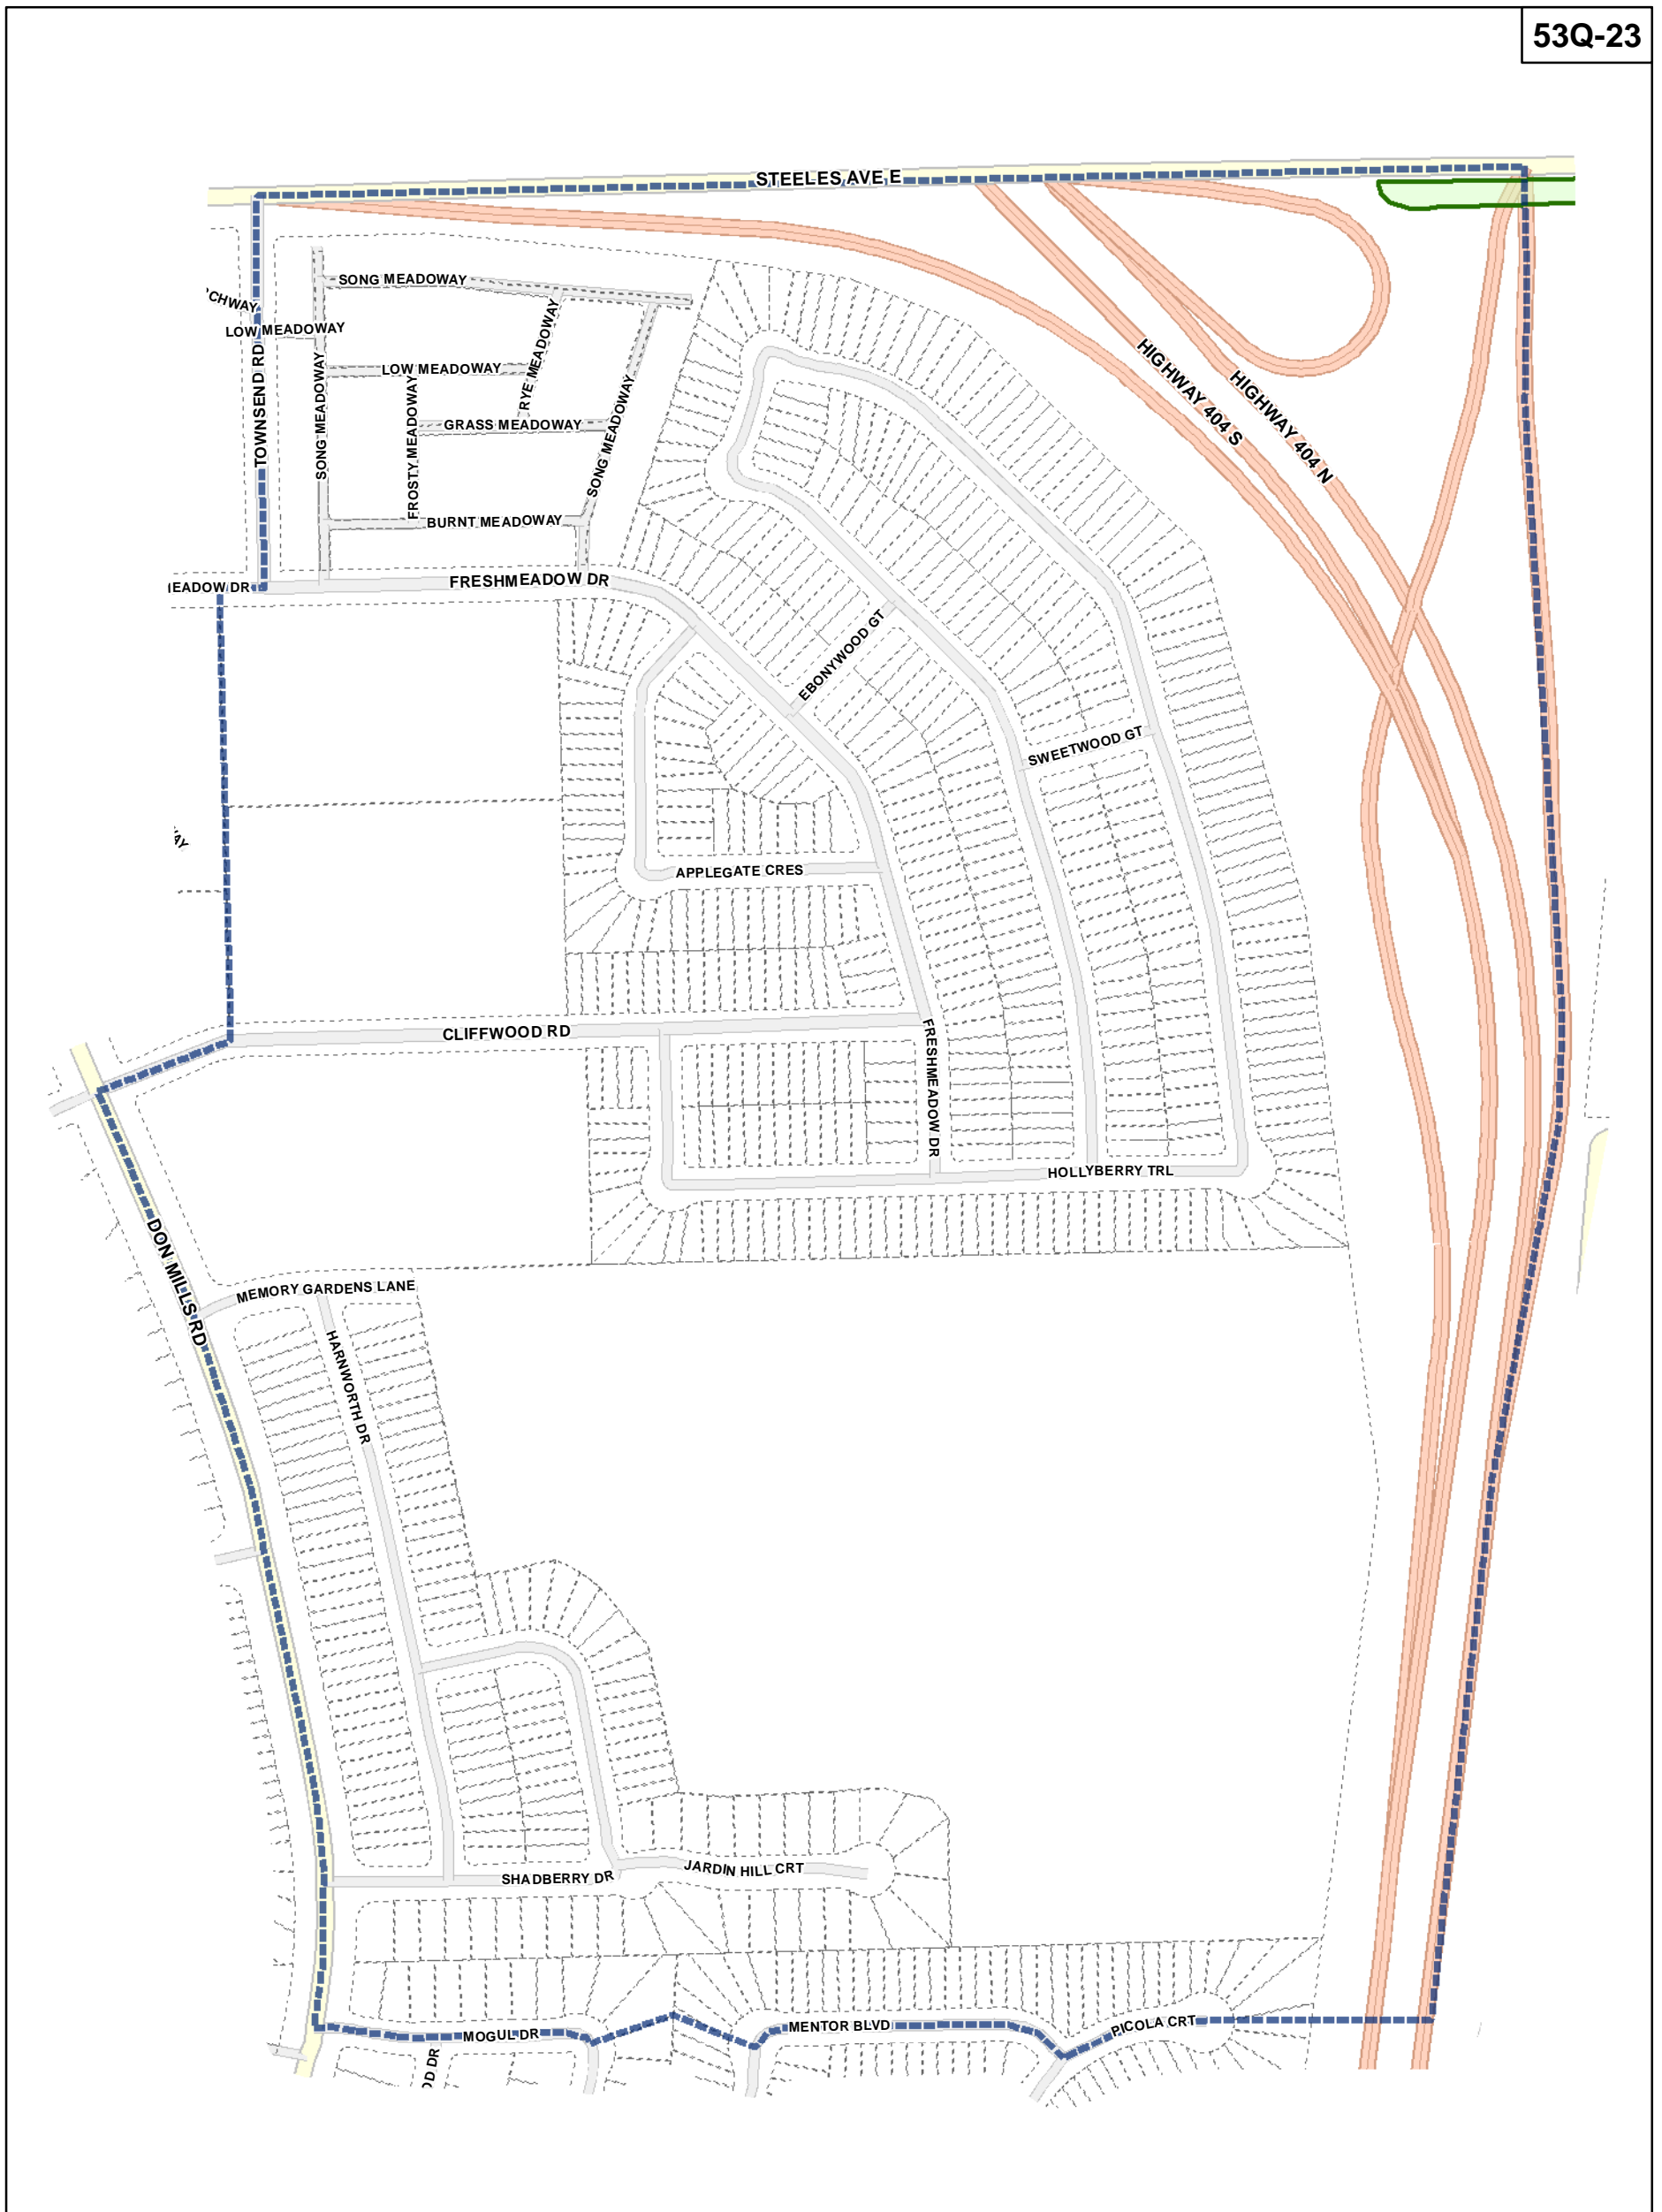 53Q-23
STEELES AVE E
SONG MEADOWAY
CHWAY
LOW MEADOWAY
TOWNSEND RD
SONG MEADOWAY
LOW MEADOWAY
RYE MEADOWAY
FROSTY MEADOWAY
GRASS MEADOWAY
SONG MEADOWAY
BURNT MEADOWAY
HIGHWAY 404 S
HIGHWAY 404 N
EADOW DR
FRESHMEADOW DR
EBONYWOOD GT
SWEETWOOD GT
AY
APPLEGATE CRES
CLIFFWOOD RD
FRESHMEADOW DR
HOLLYBERRY TRL
DON MILLS RD
MEMORY GARDENS LANE
HARNWORTH DR
SHADBERRY DR
JARDIN HILL CRT
MOGUL DR
MENTOR BLVD
PICOLA CRT
OD DR